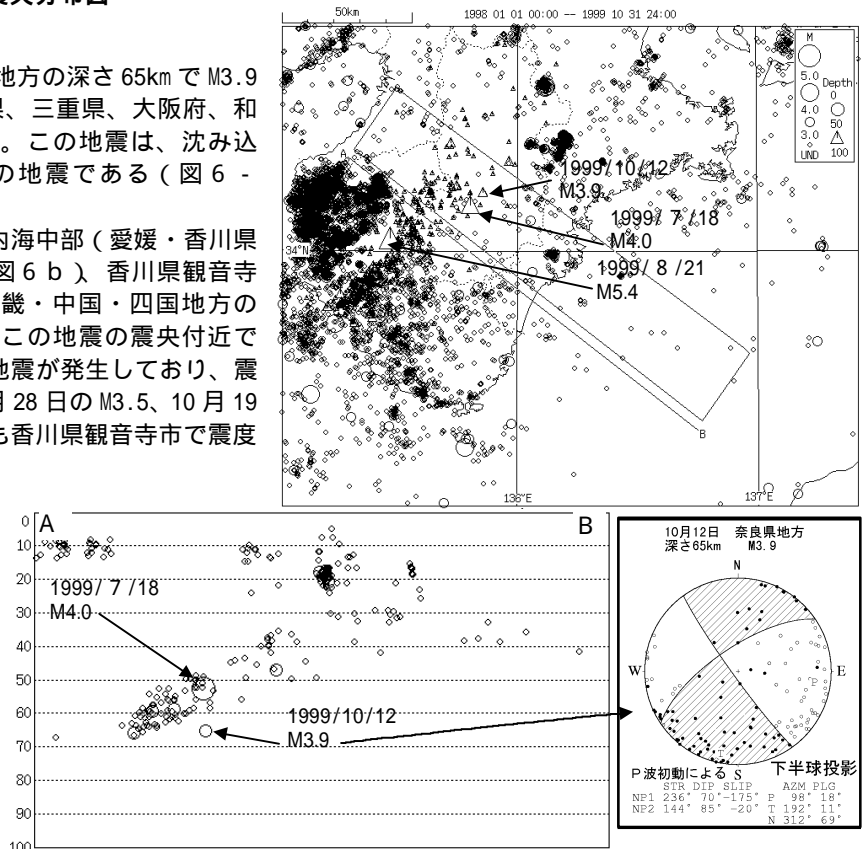 地方の深さ 65km で M3.9
県、三重県、大阪府、和
。この地震は、沈み込
の地震である（図６－
内海中部（愛媛・香川県
図６ｂ）、香川県観音寺
畿・中国・四国地方の
この地震の震央付近で
地震が発生しており、震
月 28 日の M3.5、10 月 19
も香川県観音寺市で震度
50km
1998 01 01 00:00 -- 1999 10 31 24:00
M
5.0
4.0
3.0
UND
Depth
0
50
100
A
1999/10/12
M3.9
1999/ 7 /18
M4.0
34°N
1999/ 8 /21
M5.4
B
136°E
137°E
A
B
0
10
20
30
40
50
60
70
80
90
100
1999/ 7 /18
M4.0
1999/10/12
M3.9
10月12日 奈良県地方
深さ65km M3.9
N
W
E
P
T
S
Ｐ波初動による
下半球投影
STR DIP SLIP AZM PLG
NP1 236° 70° -175° P 98° 18°
NP2 144° 85° -20° T 192° 11°
N 312° 69°